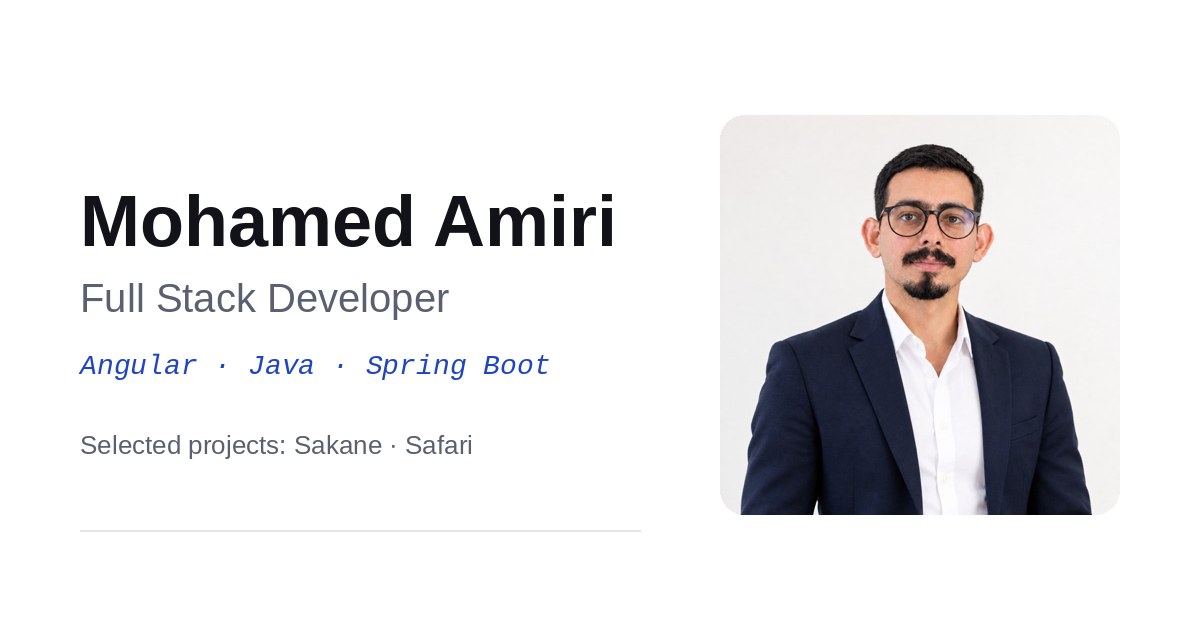 Mohamed Amiri
Full Stack Developer
Angular · Java · Spring Boot
Selected projects: Sakane · Safari